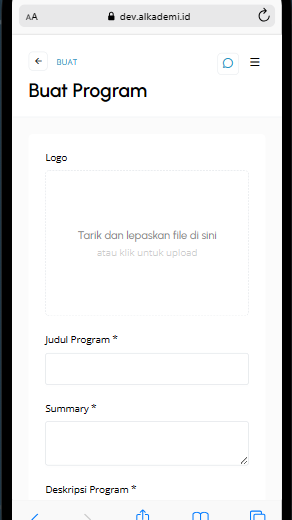 AA
dev.alkademi.id
BUAT
Buat Program
Logo
Tarik dan lepaskan file di sini
atau klik untuk upload
Judul Program *
Summary *
Deskripsi Program *